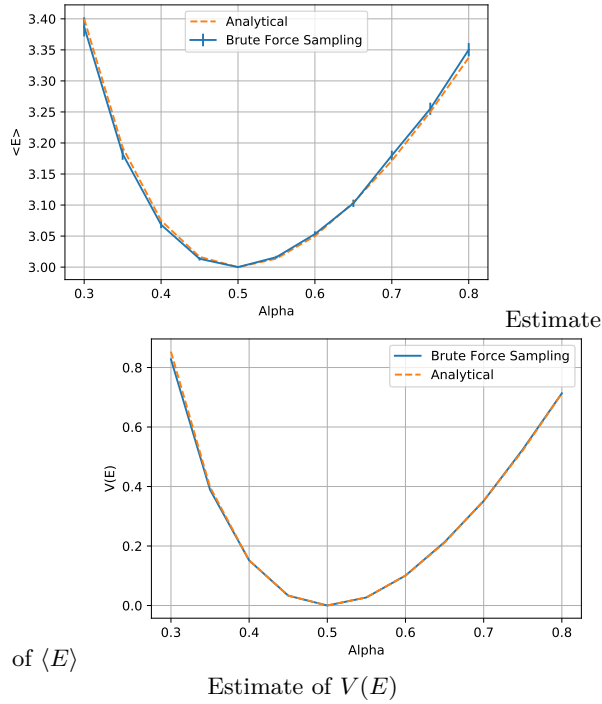 3.40
3.35
3.30
3.25
3.20
3.15
3.10
3.05
3.00
<E>
Analytical
Brute Force Sampling
0.3 0.4 0.5 0.6 0.7 0.8
Alpha
Estimate
0.8
0.6
0.4
0.2
0.0
V(E)
Brute Force Sampling
Analytical
0.3 0.4 0.5 0.6 0.7 0.8
Alpha
of ⟨E⟩
Estimate of V(E)